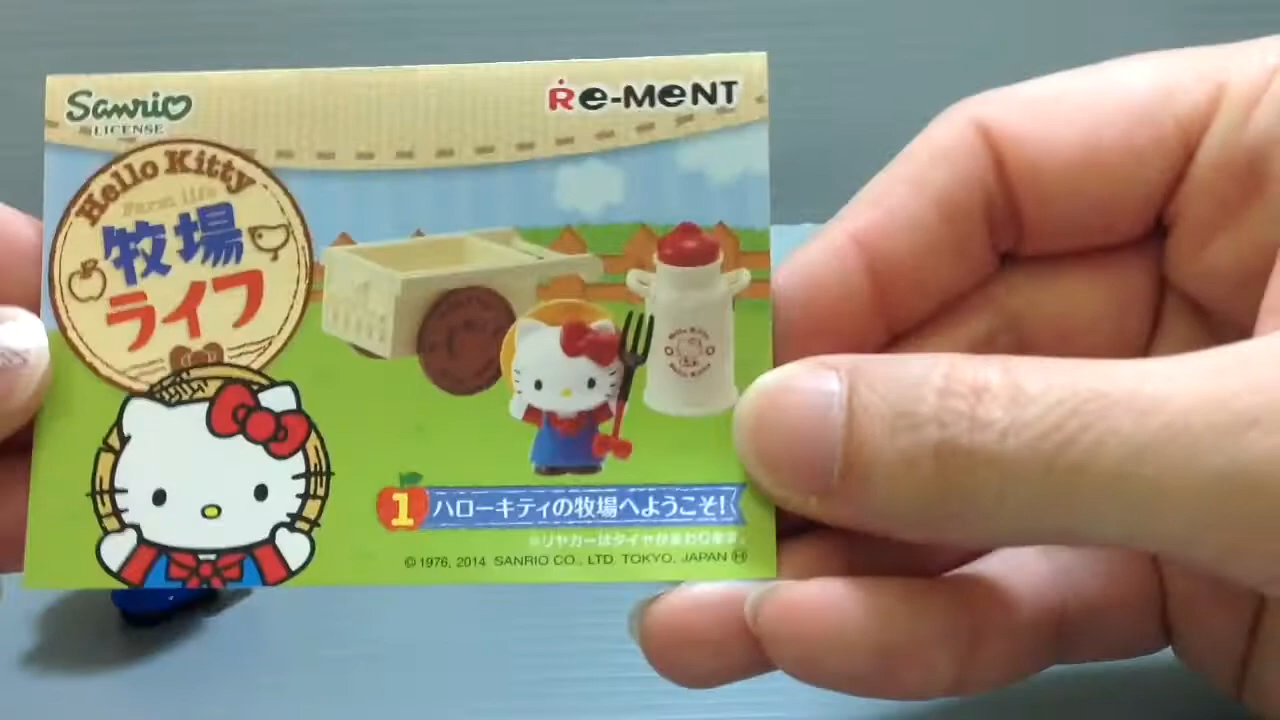 Sanrio
LICENSE
Re-MeNT
Hello Kitty
Farm life
牧場
ライフ
Hello Kitty
Hello Kitty
1 ハローキティの牧場へようこそ!
※リヤカーはタイヤがまわります。
© 1976, 2014 SANRIO CO., LTD. TOKYO, JAPAN Ⓗ